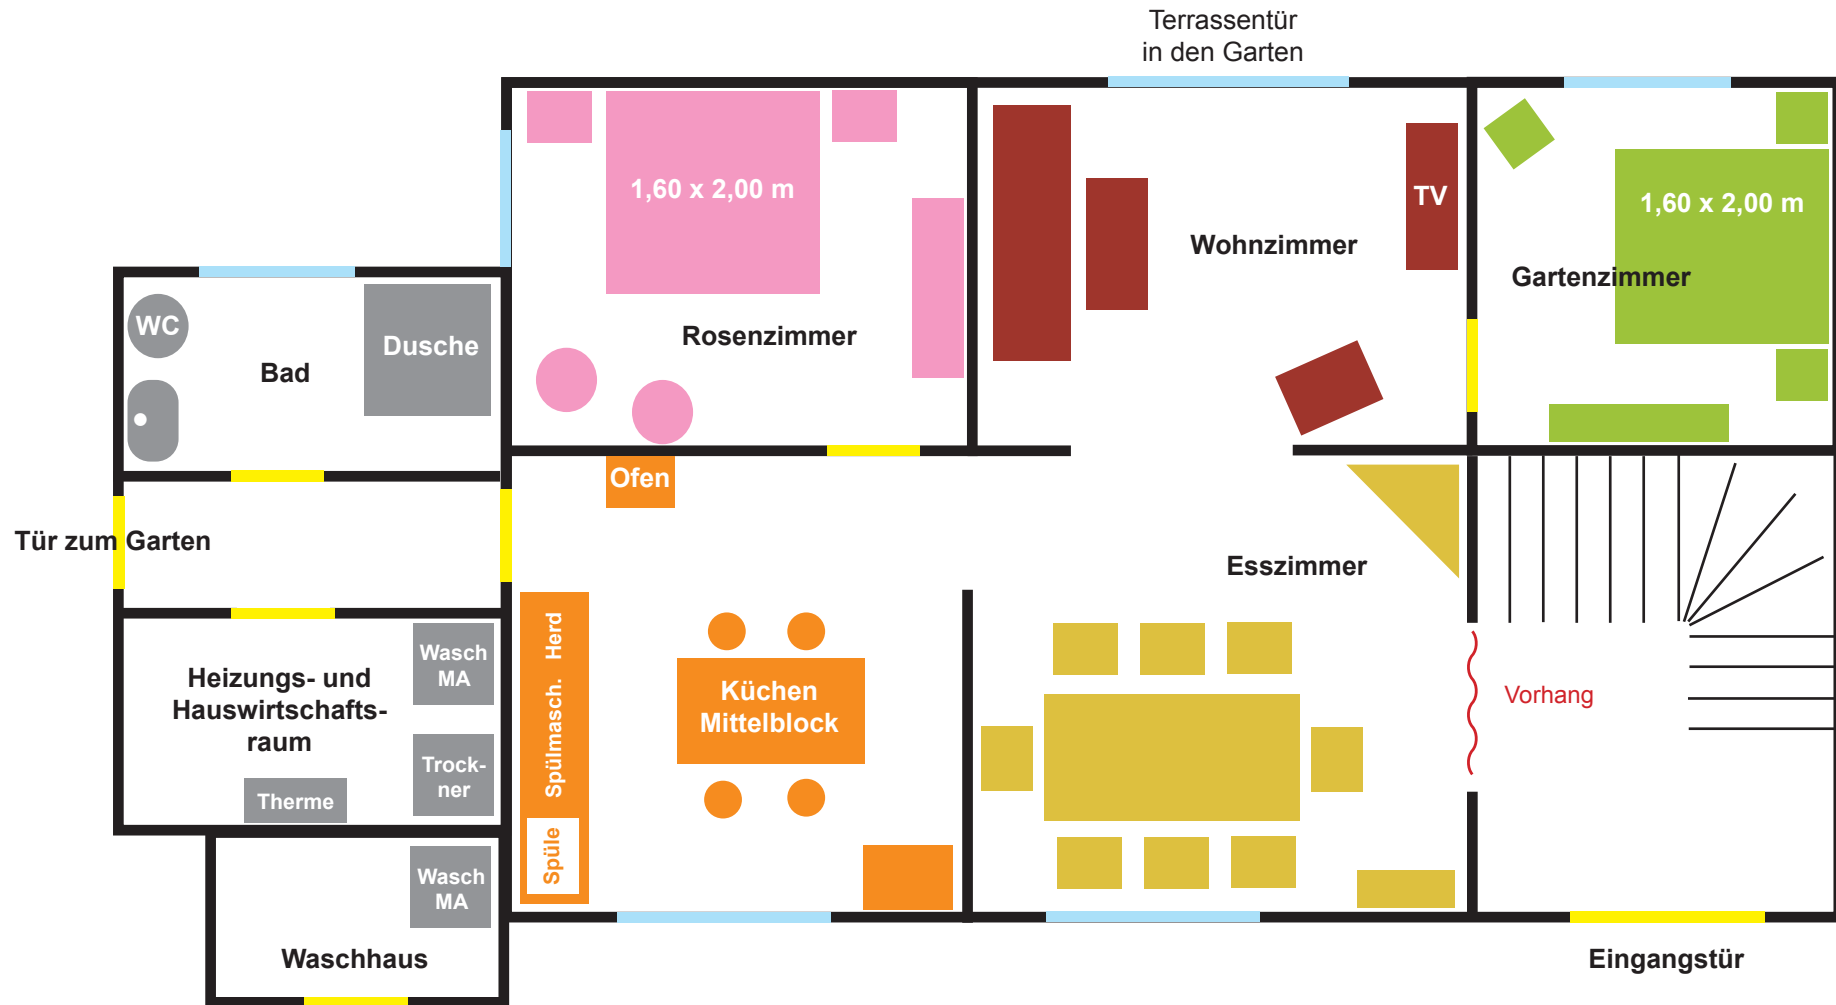 Terrassentür
in den Garten
1,60 x 2,00 m
Rosenzimmer
Wohnzimmer
TV
1,60 x 2,00 m
Gartenzimmer
WC
Dusche
Bad
Ofen
Tür zum Garten
Esszimmer
Heizungs- und
Hauswirtschafts-
raum
Wasch
MA
Trock-
ner
Therme
Herd
Spülmasch.
Spüle
Küchen
Mittelblock
Vorhang
Wasch
MA
Waschhaus
Eingangstür